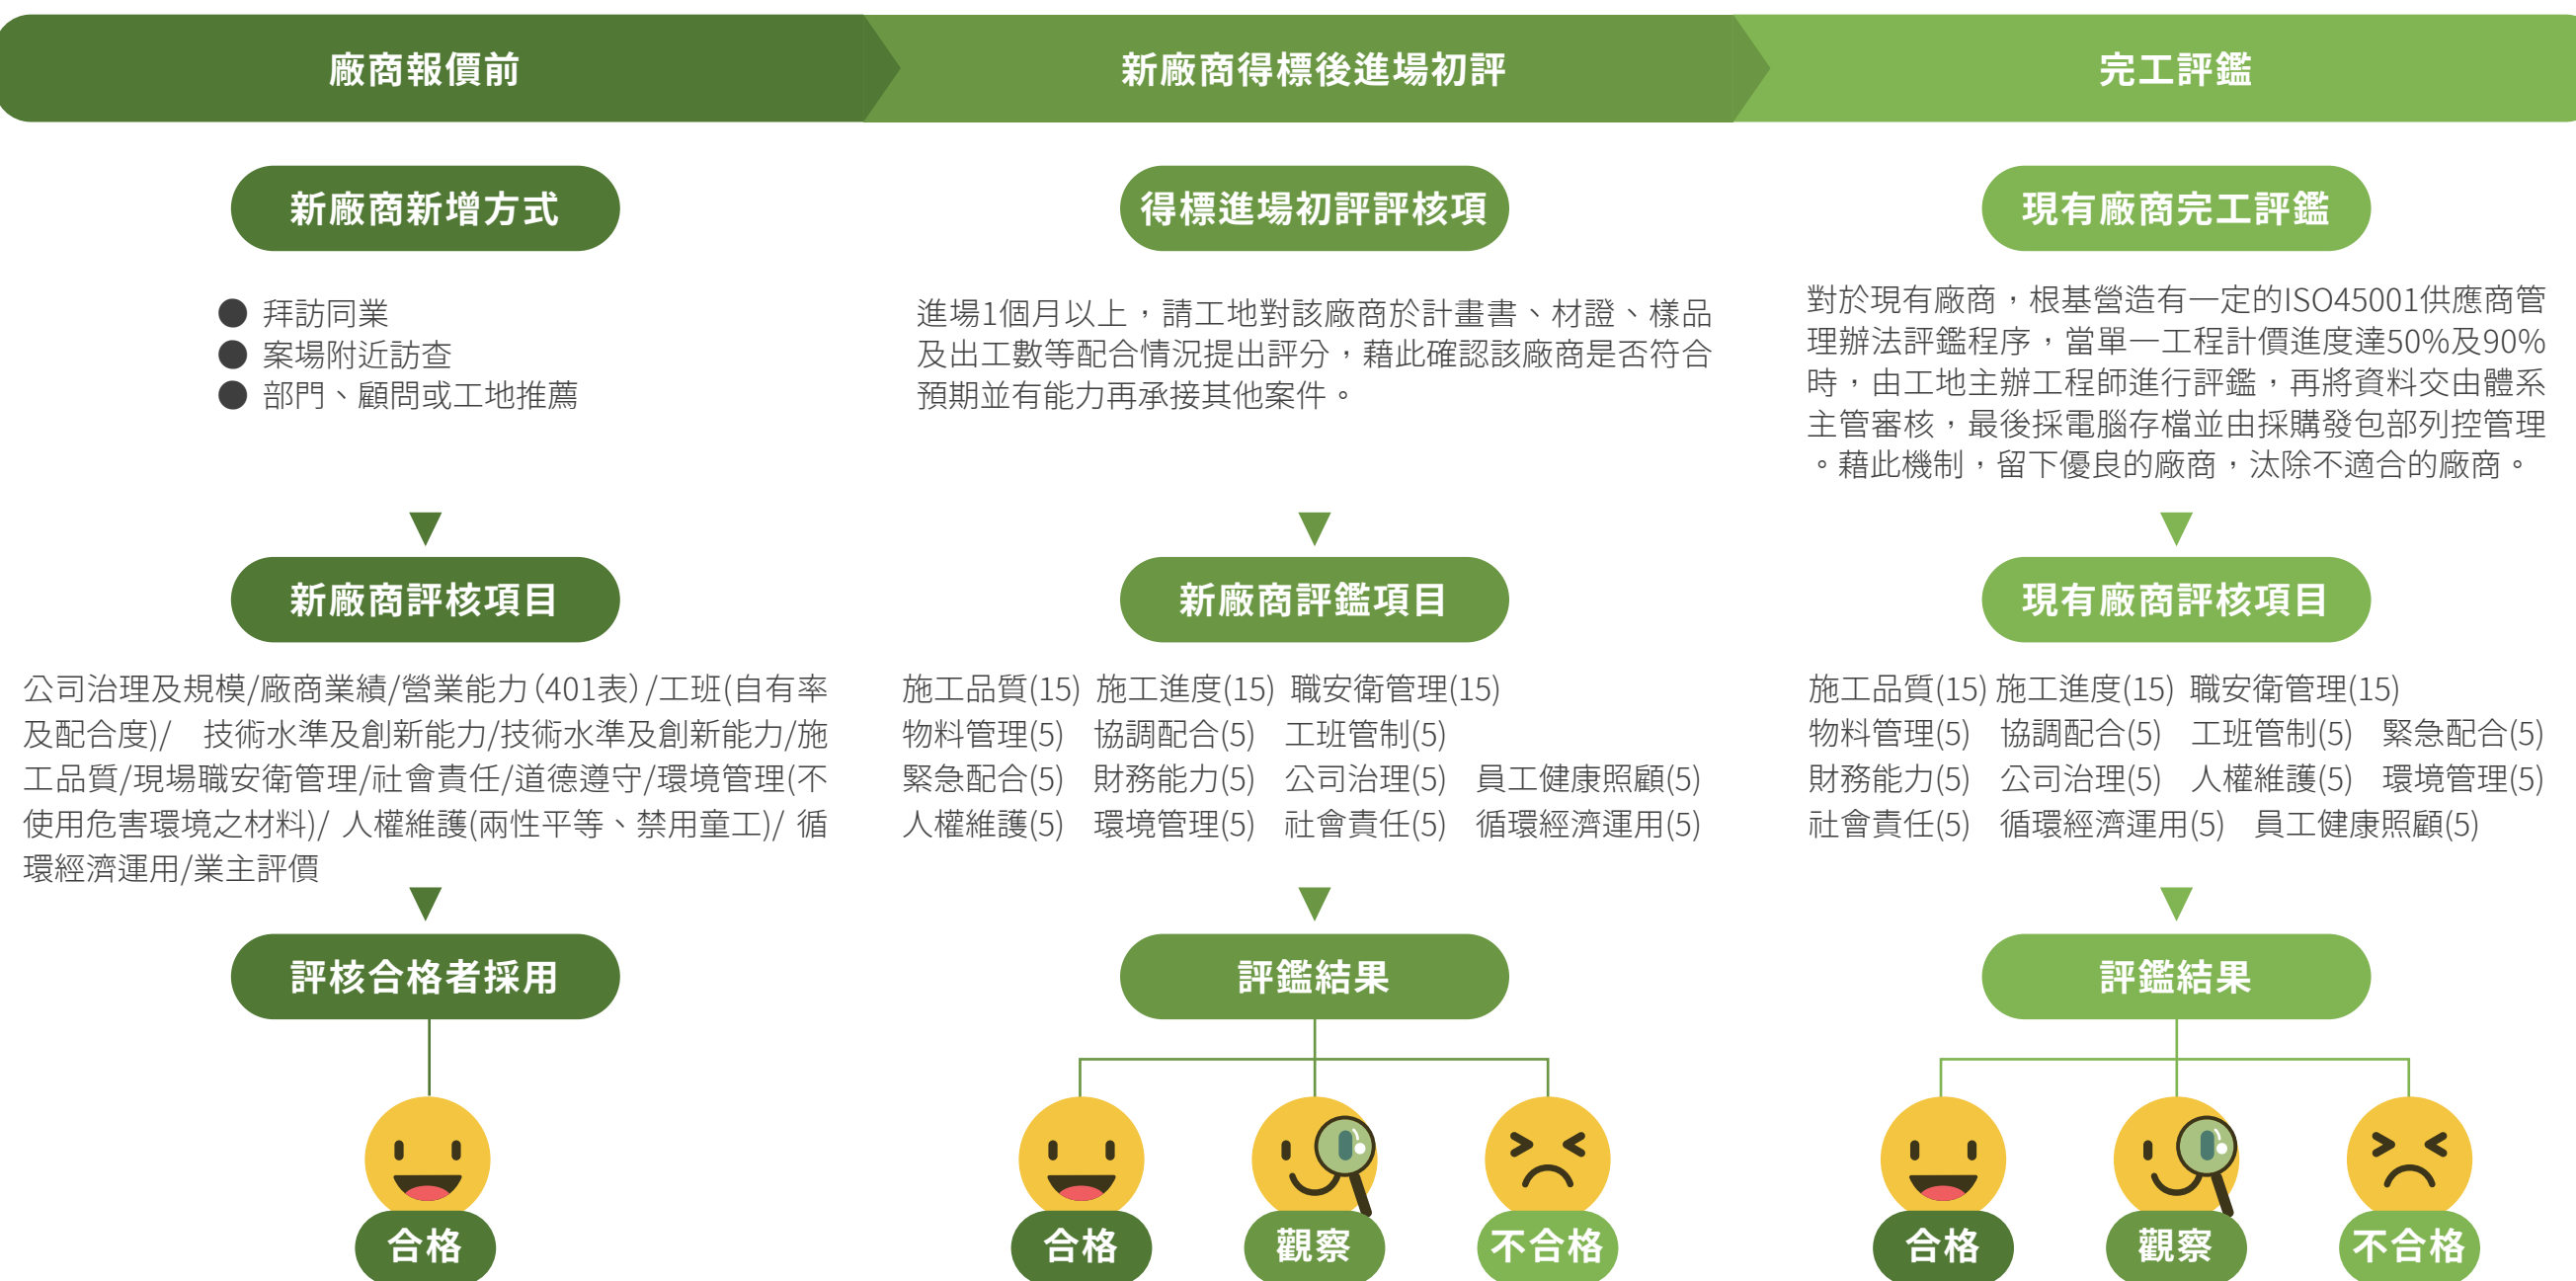 廠商報價前
新廠商得標後進場初評
完工評鑑
新廠商新增方式
● 拜訪同業
● 案場附近訪查
● 部門、顧問或工地推薦
新廠商評核項目
公司治理及規模/廠商業績/營業能力(401表)/工班(自有率
及配合度)/ 技術水準及創新能力/技術水準及創新能力/施
工品質/現場職安衛管理/社會責任/道德遵守/環境管理(不
使用危害環境之材料)/ 人權維護(兩性平等、禁用童工)/ 循
環經濟運用/業主評價
評核合格者採用
合格
得標進場初評評核項
進場1個月以上，請工地對該廠商於計畫書、材證、樣品
及出工數等配合情況提出評分，藉此確認該廠商是否符合
預期並有能力再承接其他案件。
新廠商評鑑項目
施工品質(15) 施工進度(15) 職安衛管理(15)
物料管理(5) 協調配合(5) 工班管制(5)
緊急配合(5) 財務能力(5) 公司治理(5) 員工健康照顧(5)
人權維護(5) 環境管理(5) 社會責任(5) 循環經濟運用(5)
評鑑結果
合格
觀察
不合格
現有廠商完工評鑑
對於現有廠商，根基營造有一定的ISO45001供應商管
理辦法評鑑程序，當單一工程計價進度達50%及90%
時，由工地主辦工程師進行評鑑，再將資料交由體系
主管審核，最後採電腦存檔並由採購發包部列控管理
。藉此機制，留下優良的廠商，汰除不適合的廠商。
現有廠商評核項目
施工品質(15) 施工進度(15) 職安衛管理(15)
物料管理(5) 協調配合(5) 工班管制(5) 緊急配合(5)
財務能力(5) 公司治理(5) 人權維護(5) 環境管理(5)
社會責任(5) 循環經濟運用(5) 員工健康照顧(5)
評鑑結果
合格
觀察
不合格